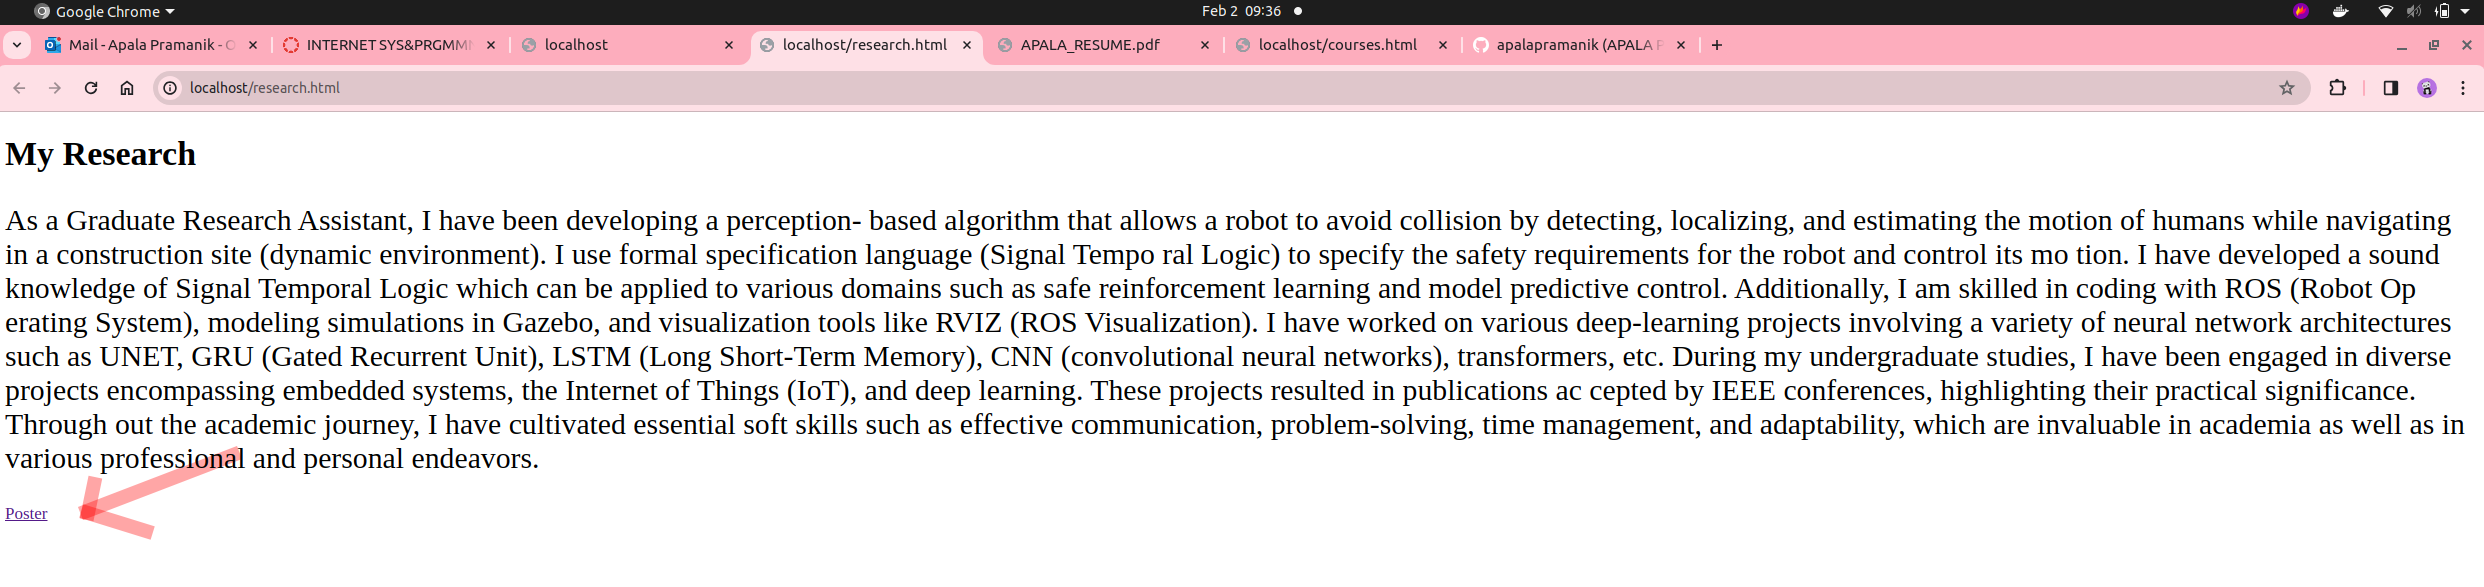 Google Chrome
Feb 2 09:36
Mail - Apala Pramanik - O
INTERNET SYS&PRGMM
localhost
localhost/research.html
APALA_RESUME.pdf
localhost/courses.html
apalapramanik (APALA P
localhost/research.html
My Research
As a Graduate Research Assistant, I have been developing a perception- based algorithm that allows a robot to avoid collision by detecting, localizing, and estimating the motion of humans while navigating
in a construction site (dynamic environment). I use formal specification language (Signal Tempo ral Logic) to specify the safety requirements for the robot and control its mo tion. I have developed a sound
knowledge of Signal Temporal Logic which can be applied to various domains such as safe reinforcement learning and model predictive control. Additionally, I am skilled in coding with ROS (Robot Op
erating System), modeling simulations in Gazebo, and visualization tools like RVIZ (ROS Visualization). I have worked on various deep-learning projects involving a variety of neural network architectures
such as UNET, GRU (Gated Recurrent Unit), LSTM (Long Short-Term Memory), CNN (convolutional neural networks), transformers, etc. During my undergraduate studies, I have been engaged in diverse
projects encompassing embedded systems, the Internet of Things (IoT), and deep learning. These projects resulted in publications ac cepted by IEEE conferences, highlighting their practical significance.
Through out the academic journey, I have cultivated essential soft skills such as effective communication, problem-solving, time management, and adaptability, which are invaluable in academia as well as in
various professional and personal endeavors.
Poster